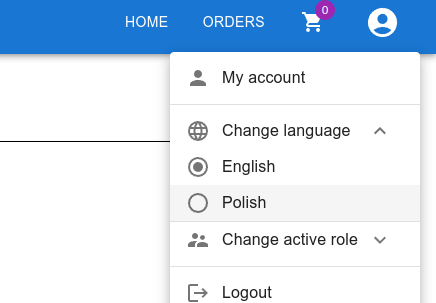 HOME ORDERS 0
My account
Change language
English
Polish
Change active role
Logout